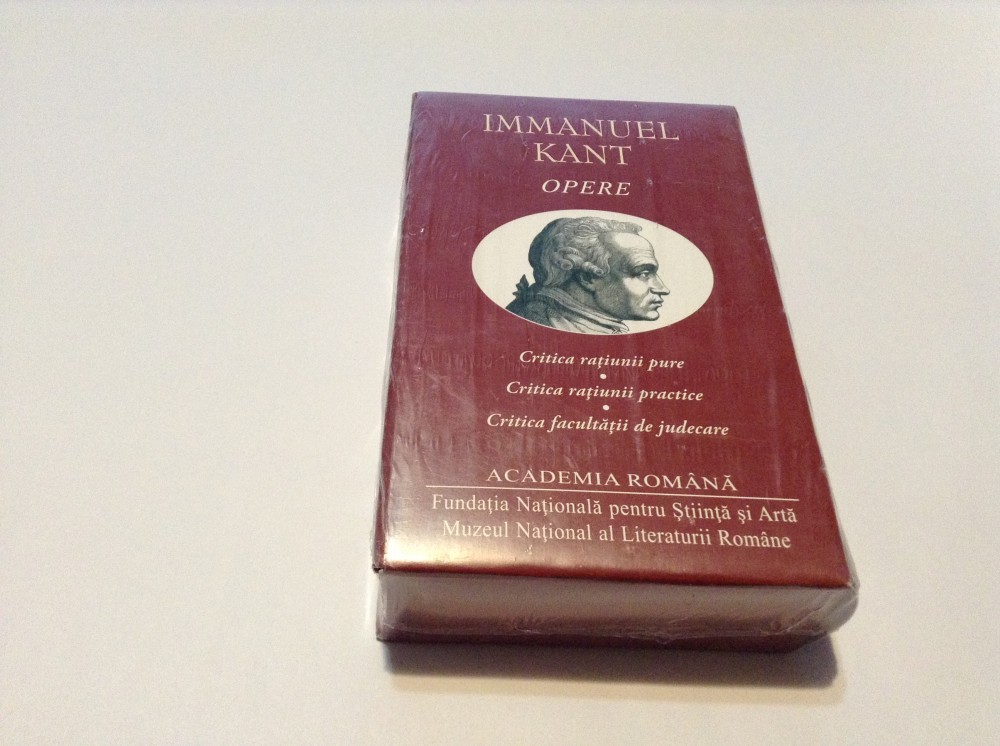 IMMANUEL
KANT
OPERE
Critica rațiunii pure
•
Critica rațiunii practice
•
Critica facultății de judecare
ACADEMIA ROMÂNĂ
Fundația Națională pentru Știință și Artă
Muzeul Național al Literaturii Române